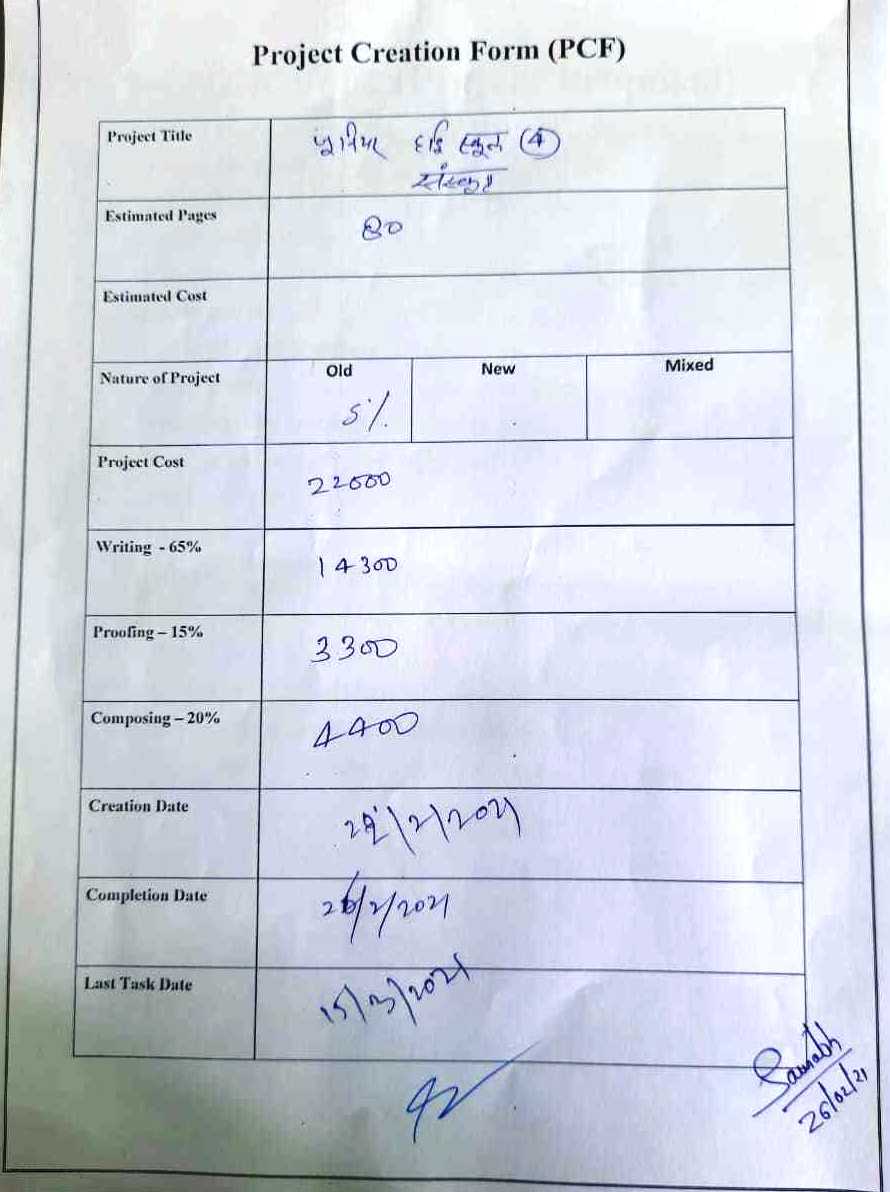 Project Creation Form (PCF)
Project Title जूनियर हाई स्कूल (4)
संस्कृत
Estimated Pages 80
Estimated Cost
Nature of Project Old New Mixed
5%
Project Cost 22000
Writing - 65% 14300
Proofing – 15% 3300
Composing – 20% 4400
Creation Date /2/2021
Completion Date 26/2/2021
Last Task Date 15/3/2021
Saurabh
26/02/21